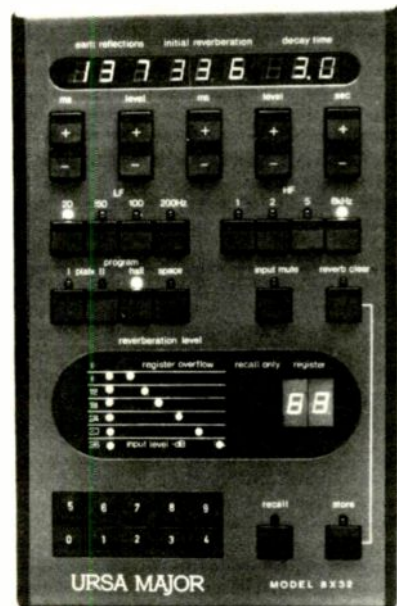 early reflections initial reverberation decay time
13 7 33 6 3.0
ms level ms level sec
+ + + + +
- - - - -
LF HF
20 50 100 200Hz 1 2 5 8kHz
program
I plate II hall space input mute reverb clear
reverberation level
register overflow recall only register
88
input level -dB
5 6 7 8 9 recall store
0 1 2 3 4
URSA MAJOR MODEL 8X32